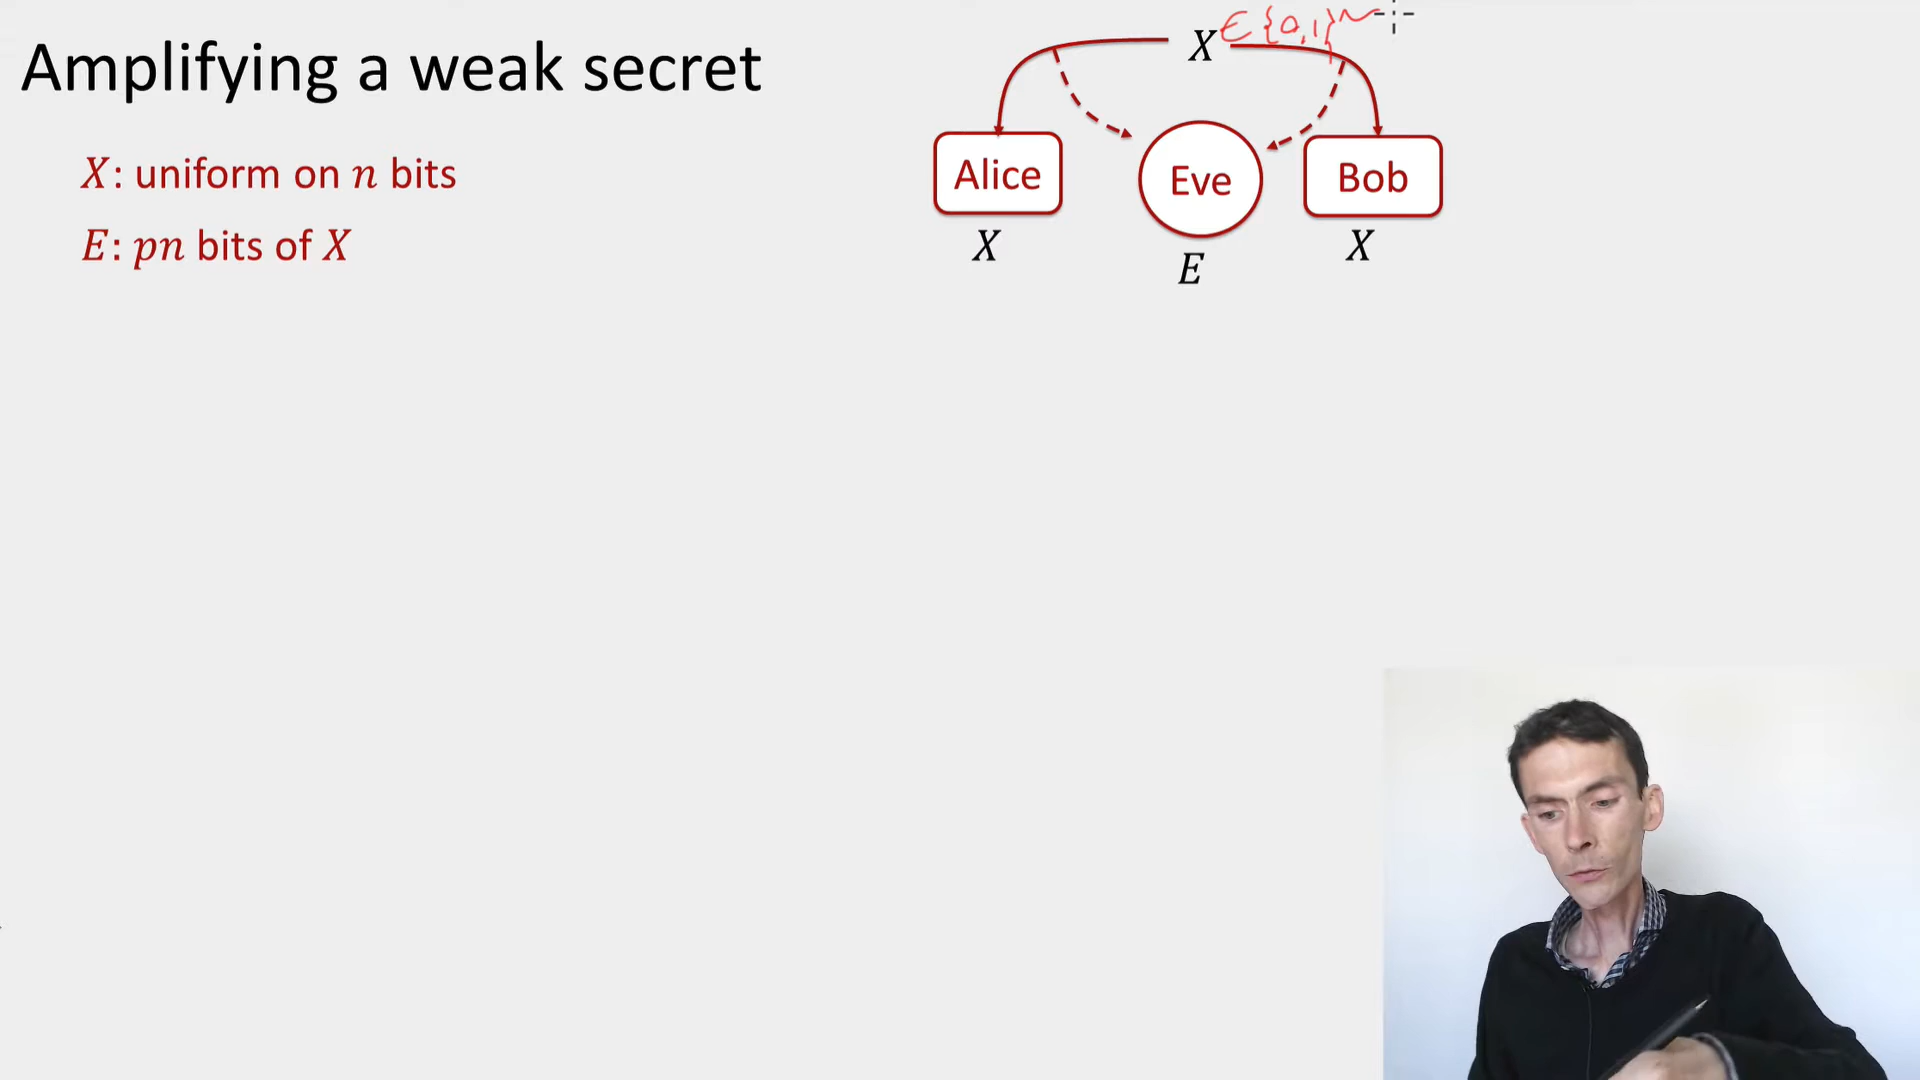 Amplifying a weak secret
X: uniform on n bits
E: pn bits of X
X ∈ {0,1}ⁿ
Alice
Eve
Bob
X
E
X